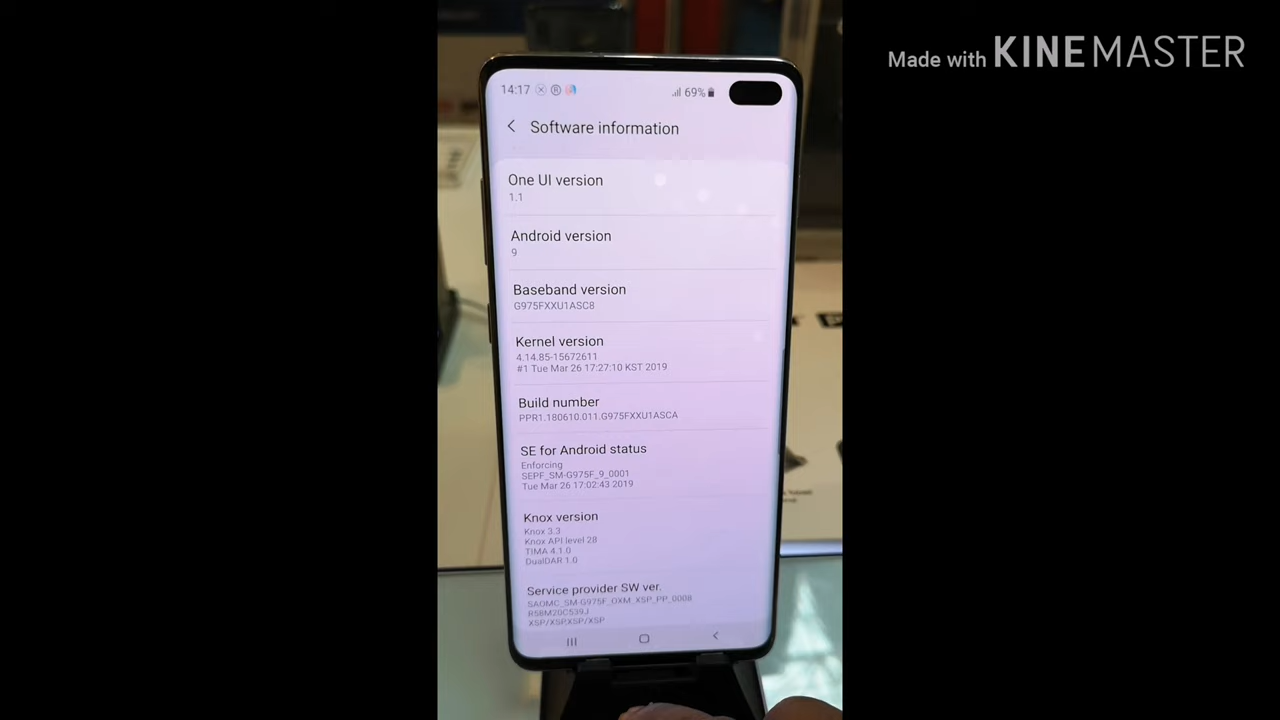 Made with KINEMASTER
14:17 69%
Software information
One UI version
1.1
Android version
9
Baseband version
G975FXXU1ASC8
Kernel version
4.14.85-15672611
#1 Tue Mar 26 17:27:10 KST 2019
Build number
PPR1.180610.011.G975FXXU1ASCA
SE for Android status
Enforcing
SEPF_SM-G975F_9_0001
Tue Mar 26 17:02:43 2019
Knox version
Knox 3.3
Knox API level 28
TIMA 4.1.0
DualDAR 1.0
Service provider SW ver.
SAOMC_SM-G975F_OXM_XSP_PP_0008
R58M20C539J
XSP/XSP,XSP/XSP